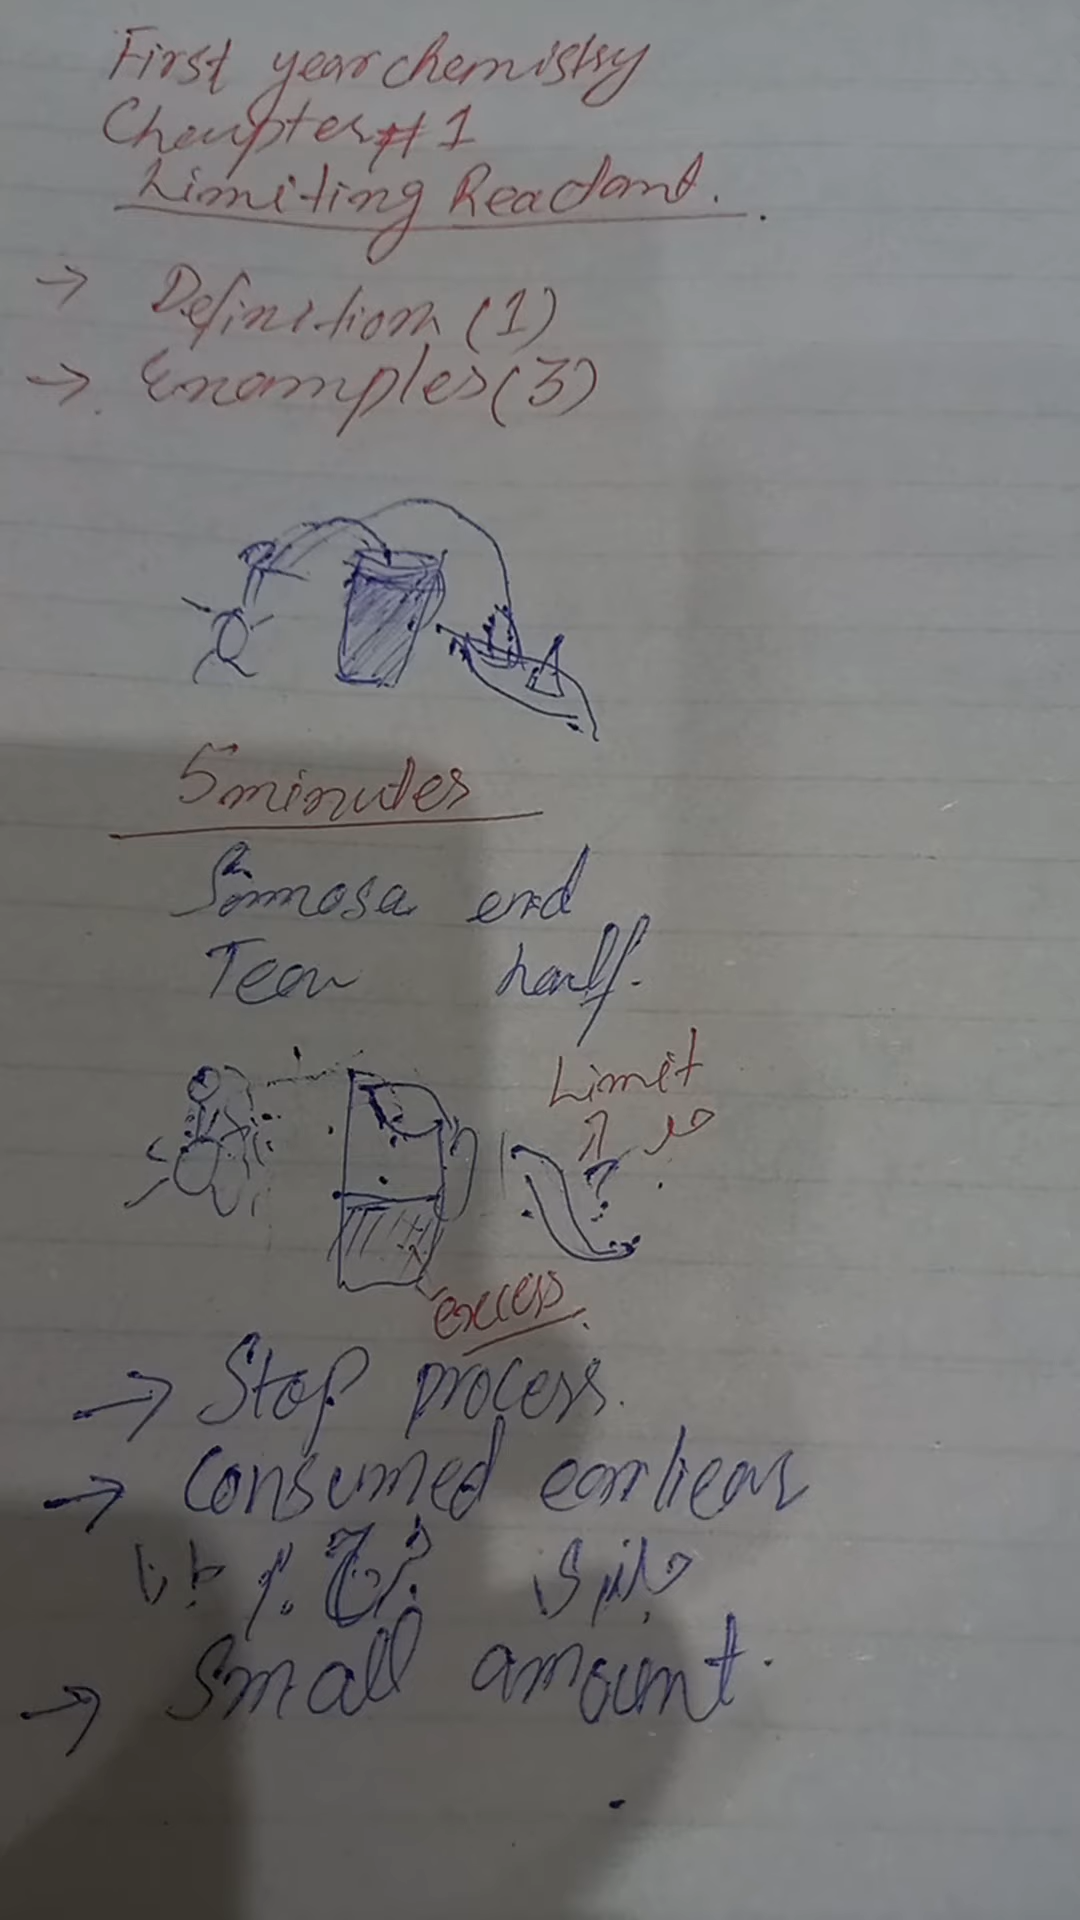 First year chemistry
Chapter # 1
Limiting Reactant.
→ Definition (1)
→ Examples (3)
5 minutes
Samosa end
Tea half.
Limit
excess.
→ Stop process.
→ Consumed earlier
→ Small amount.